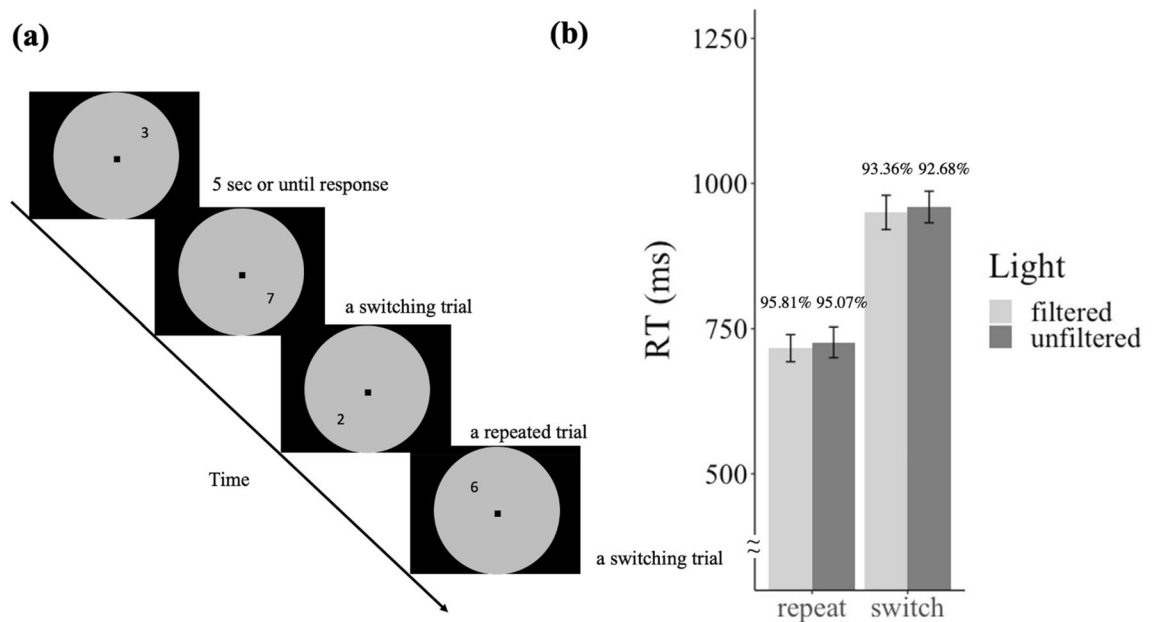 (a)
3
5 sec or until response
7
a switching trial
2
a repeated trial
6
a switching trial
Time
(b)
1250
1000
750
500
≈
RT (ms)
93.36% 92.68%
95.81% 95.07%
repeat switch
Light
filtered
unfiltered